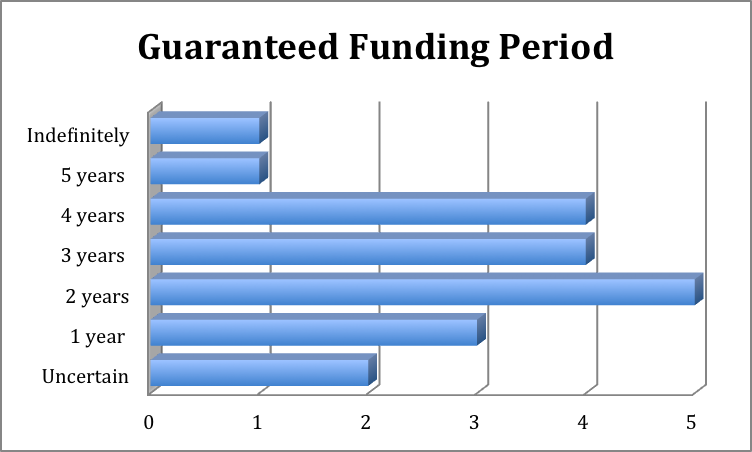 Guaranteed Funding Period
Indefinitely
5 years
4 years
3 years
2 years
1 year
Uncertain
0 1 2 3 4 5